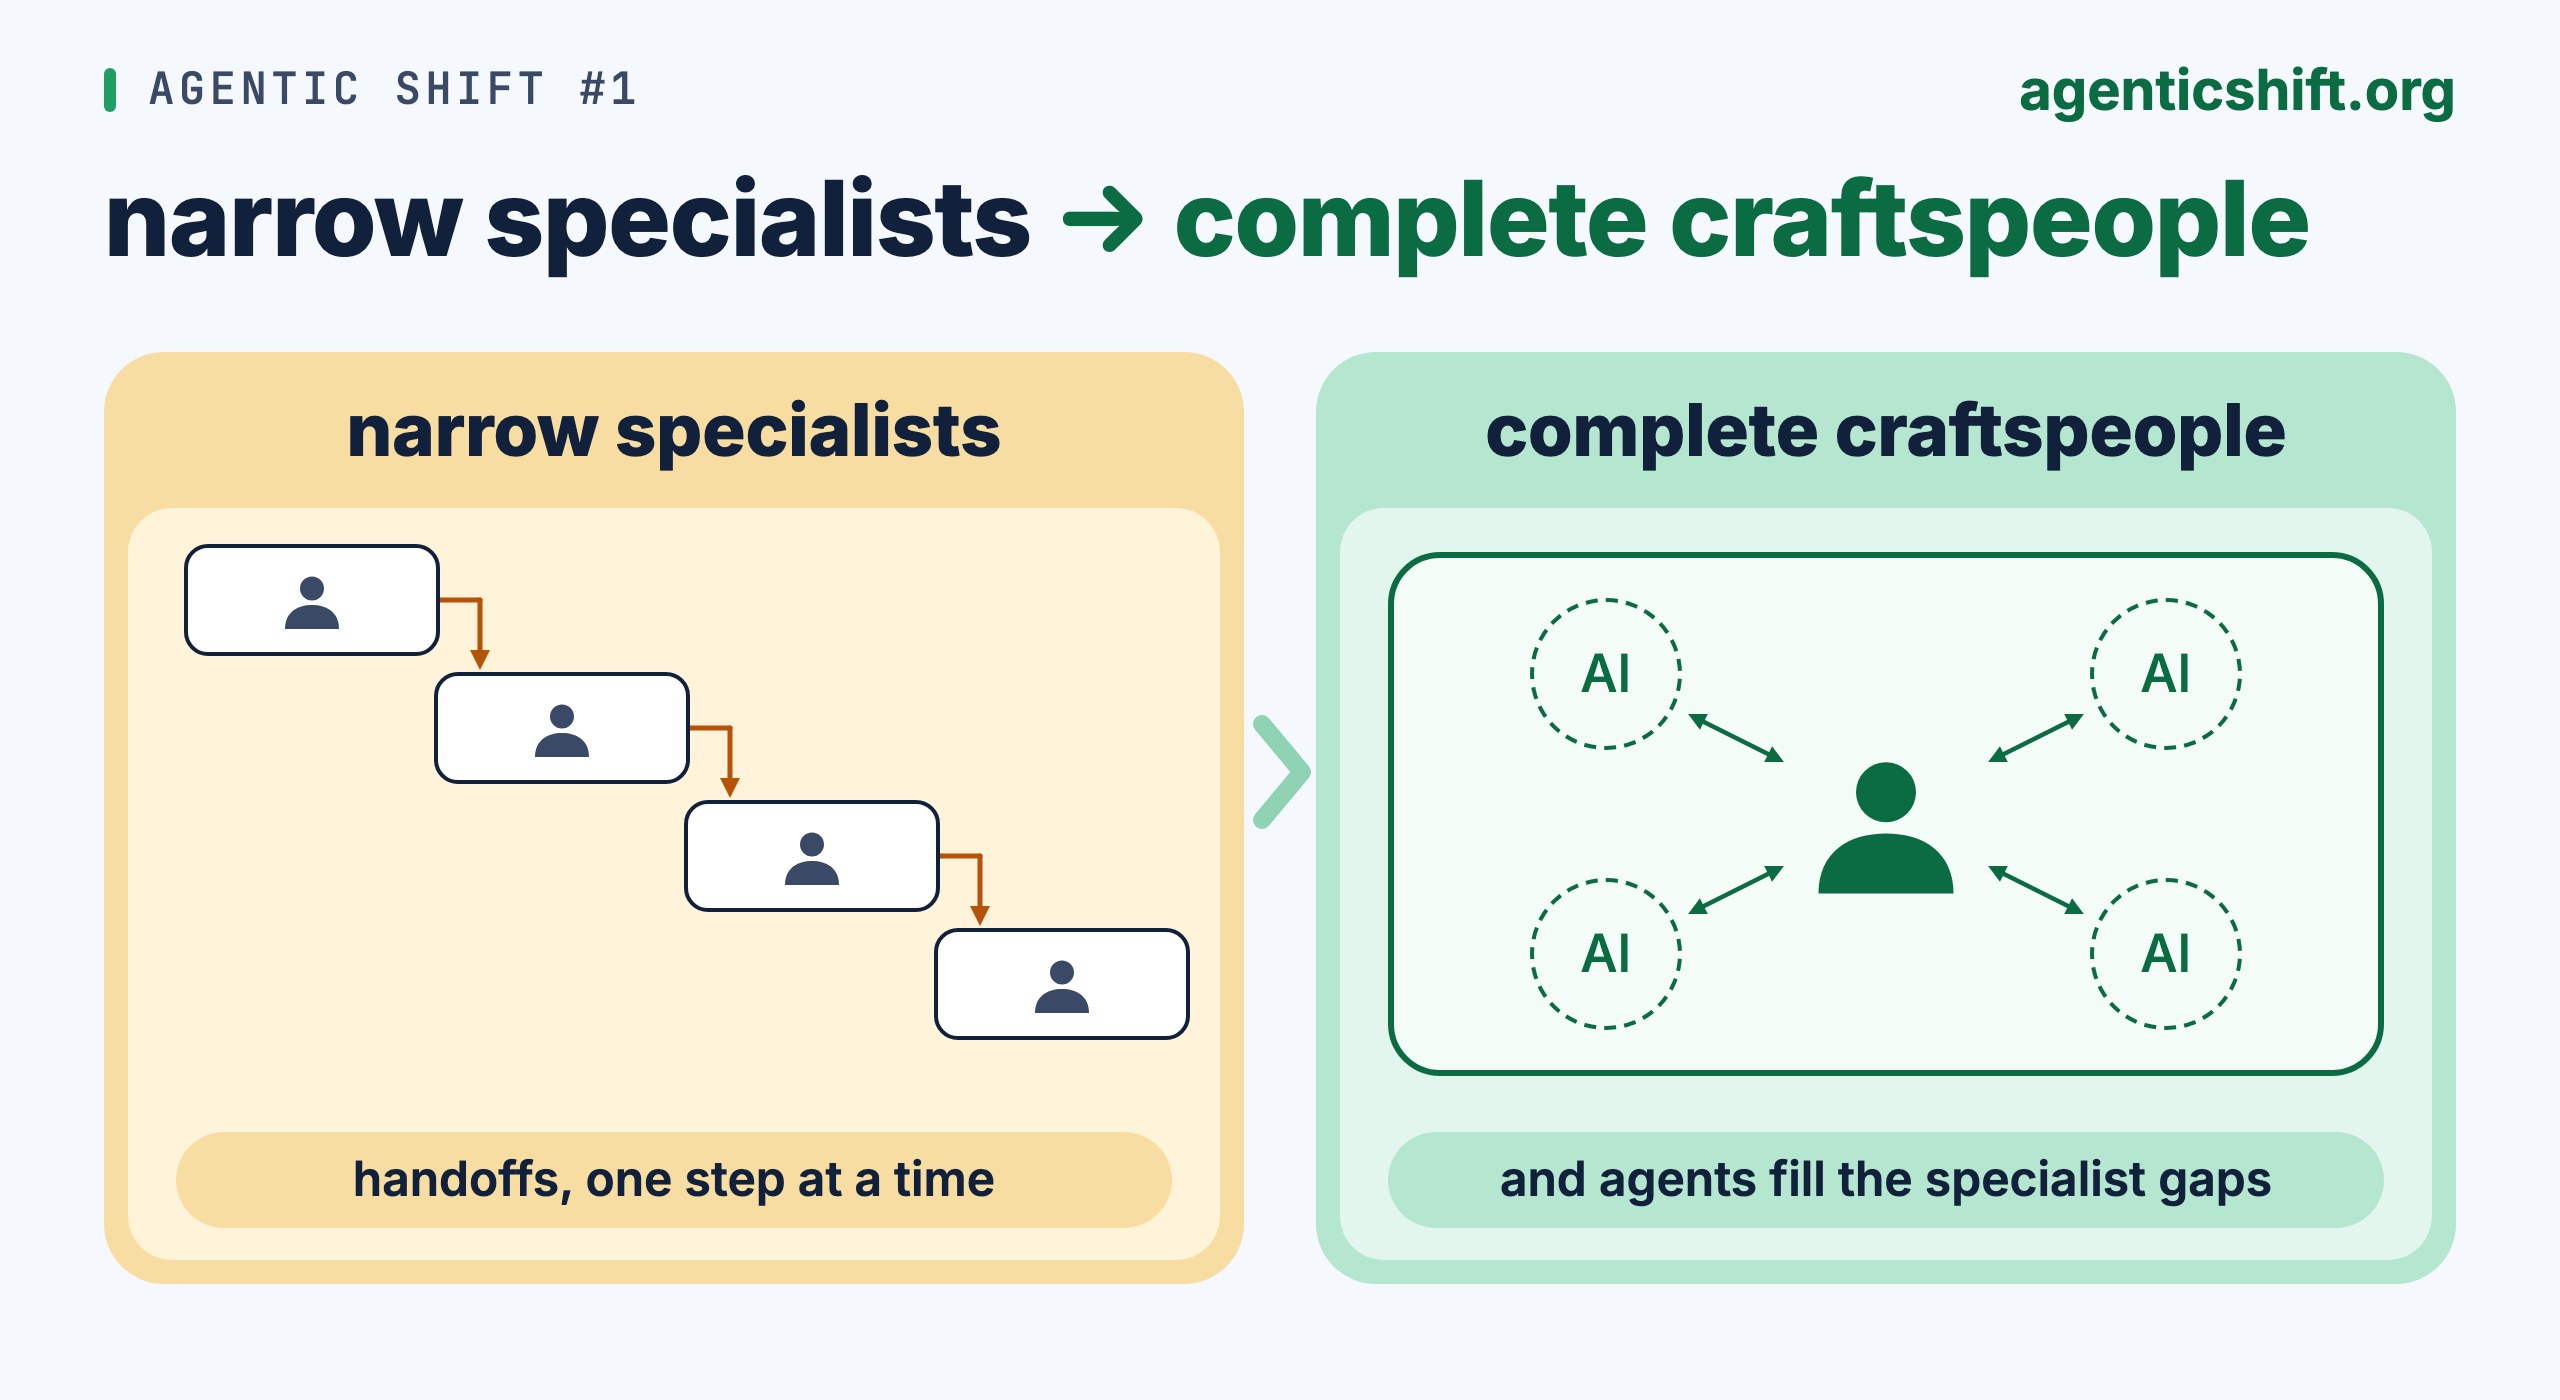 AGENTIC SHIFT #1
agenticshift.org
narrow specialists → complete craftspeople
narrow specialists
handoffs, one step at a time
complete craftspeople
AI
AI
AI
AI
and agents fill the specialist gaps